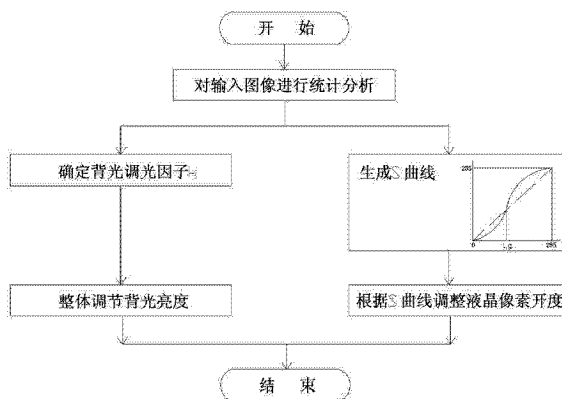 开 始
对输入图像进行统计分析
确定背光调光因子
生成S 曲线
255
0
255
整体调节背光亮度
根据S 曲线调整液晶像素开度
结 束